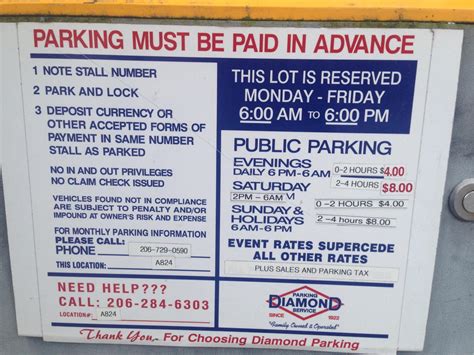 PARKING MUST BE PAID IN ADVANCE
1 NOTE STALL NUMBER
2 PARK AND LOCK
3 DEPOSIT CURRENCY OR
OTHER ACCEPTED FORMS OF
PAYMENT IN SAME NUMBER
STALL AS PARKED
NO IN AND OUT PRIVILEGES
NO CLAIM CHECK ISSUED
VEHICLES FOUND NOT IN COMPLIANCE
ARE SUBJECT TO PENALTY AND/OR
IMPOUND AT OWNER'S RISK AND EXPENSE
FOR MONTHLY PARKING INFORMATION
PLEASE CALL:
PHONE 206-729-0590
THIS LOCATION: A824
NEED HELP???
CALL: 206-284-6303
LOCATION# A824
THIS LOT IS RESERVED
MONDAY - FRIDAY
6:00 AM TO 6:00 PM
PUBLIC PARKING
EVENINGS
DAILY 6 PM-6 AM
0-2 HOURS $4.00
2-4 HOURS $8.00
SATURDAY
2PM - 6AM
SUNDAY &
HOLIDAYS
6 AM-6 PM
0-2 HOURS $4.00
2-4 HOURS $8.00
EVENT RATES SUPERCEDE
ALL OTHER RATES
PLUS SALES AND PARKING TAX
PARKING
DIAMOND
SERVICE
SINCE 1922
"Family Owned & Operated"
Thank You, For Choosing Diamond Parking